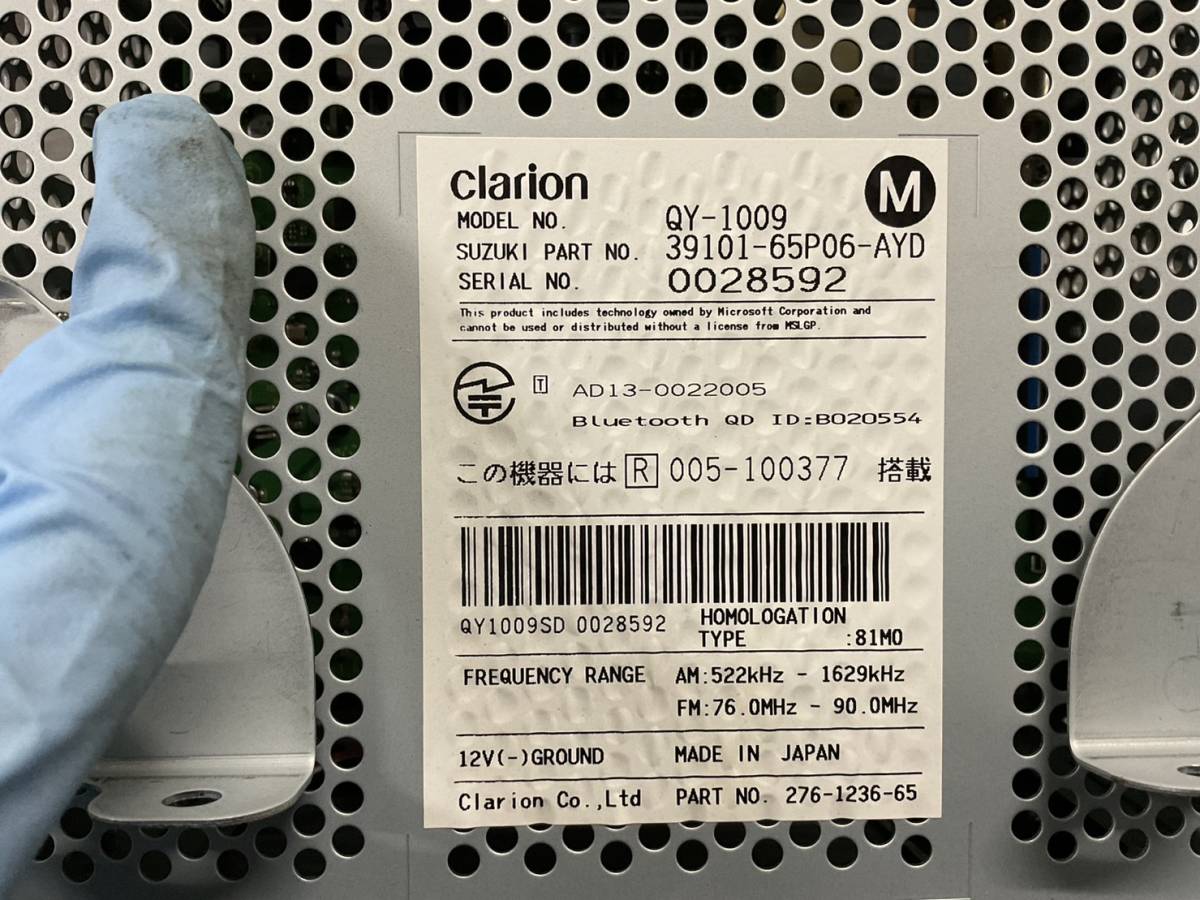 clarion
M
MODEL NO. QY-1009
SUZUKI PART NO. 39101-65P06-AYD
SERIAL NO. 0028592
This product includes technology owned by Microsoft Corporation and
cannot be used or distributed without a license from MSLGP.
T AD13-0022005
Bluetooth QD ID:B020554
この機器には R 005-100377 搭載
QY1009SD 0028592
HOMOLOGATION
TYPE :81M0
FREQUENCY RANGE AM:522kHz - 1629kHz
FM:76.0MHz - 90.0MHz
12V(-)GROUND MADE IN JAPAN
Clarion Co.,Ltd PART NO. 276-1236-65